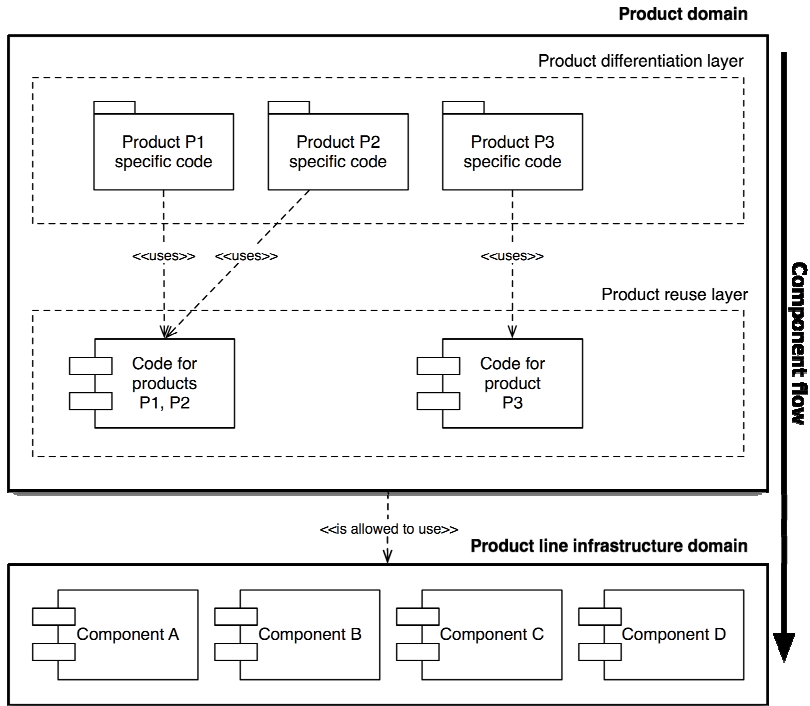 Product domain
Product differentiation layer
Product P1
specific code
Product P2
specific code
Product P3
specific code
<<uses>>
<<uses>>
<<uses>>
Component flow
Product reuse layer
Code for
products
P1, P2
Code for
product
P3
<<is allowed to use>>
Product line infrastructure domain
Component A
Component B
Component C
Component D